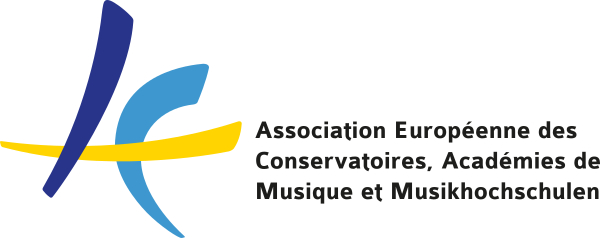 Association Européenne des
Conservatoires, Académies de
Musique et Musikhochschulen